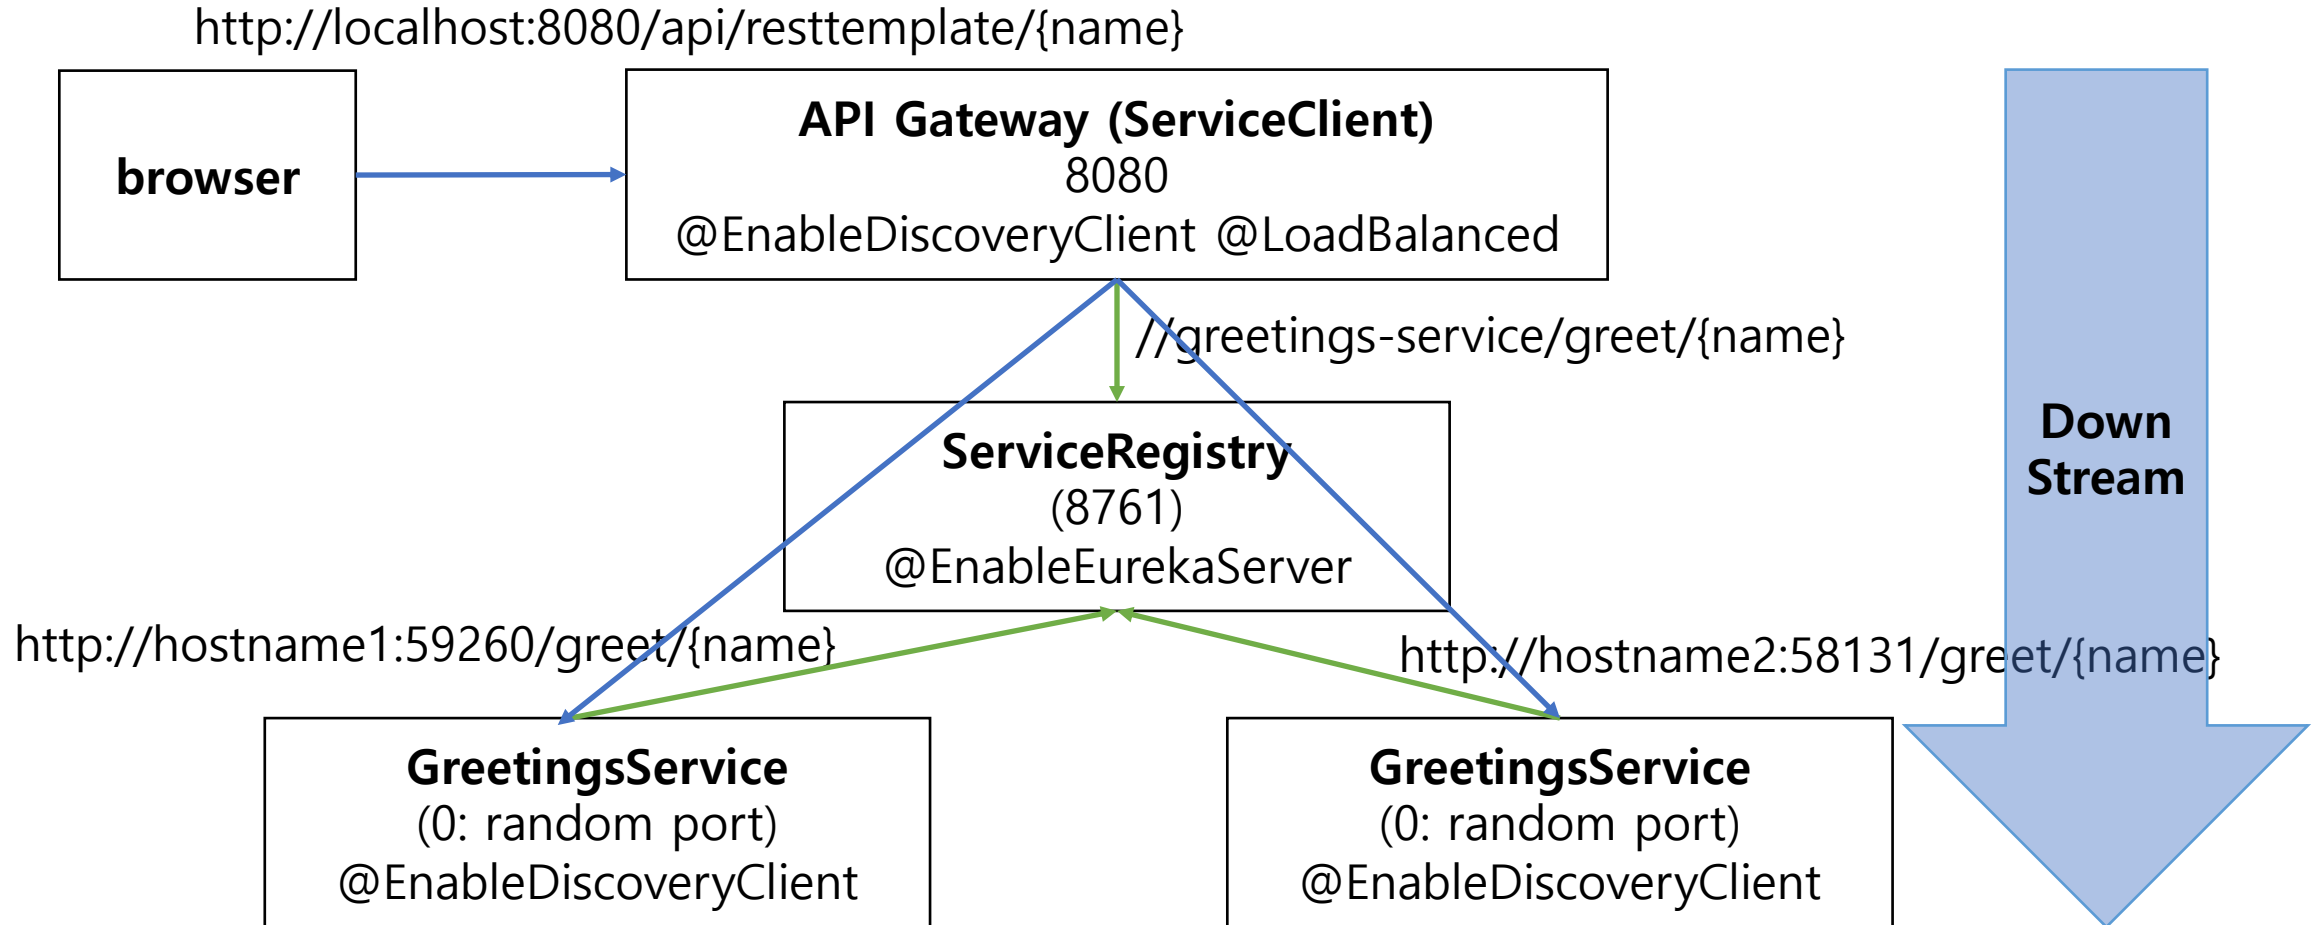 http://localhost:8080/api/resttemplate/{name}
browser
API Gateway (ServiceClient)
8080
@EnableDiscoveryClient @LoadBalanced
//greetings-service/greet/{name}
ServiceRegistry
(8761)
@EnableEurekaServer
Down
Stream
http://hostname1:59260/greet/{name}
http://hostname2:58131/greet/{name}
GreetingsService
(0: random port)
@EnableDiscoveryClient
GreetingsService
(0: random port)
@EnableDiscoveryClient